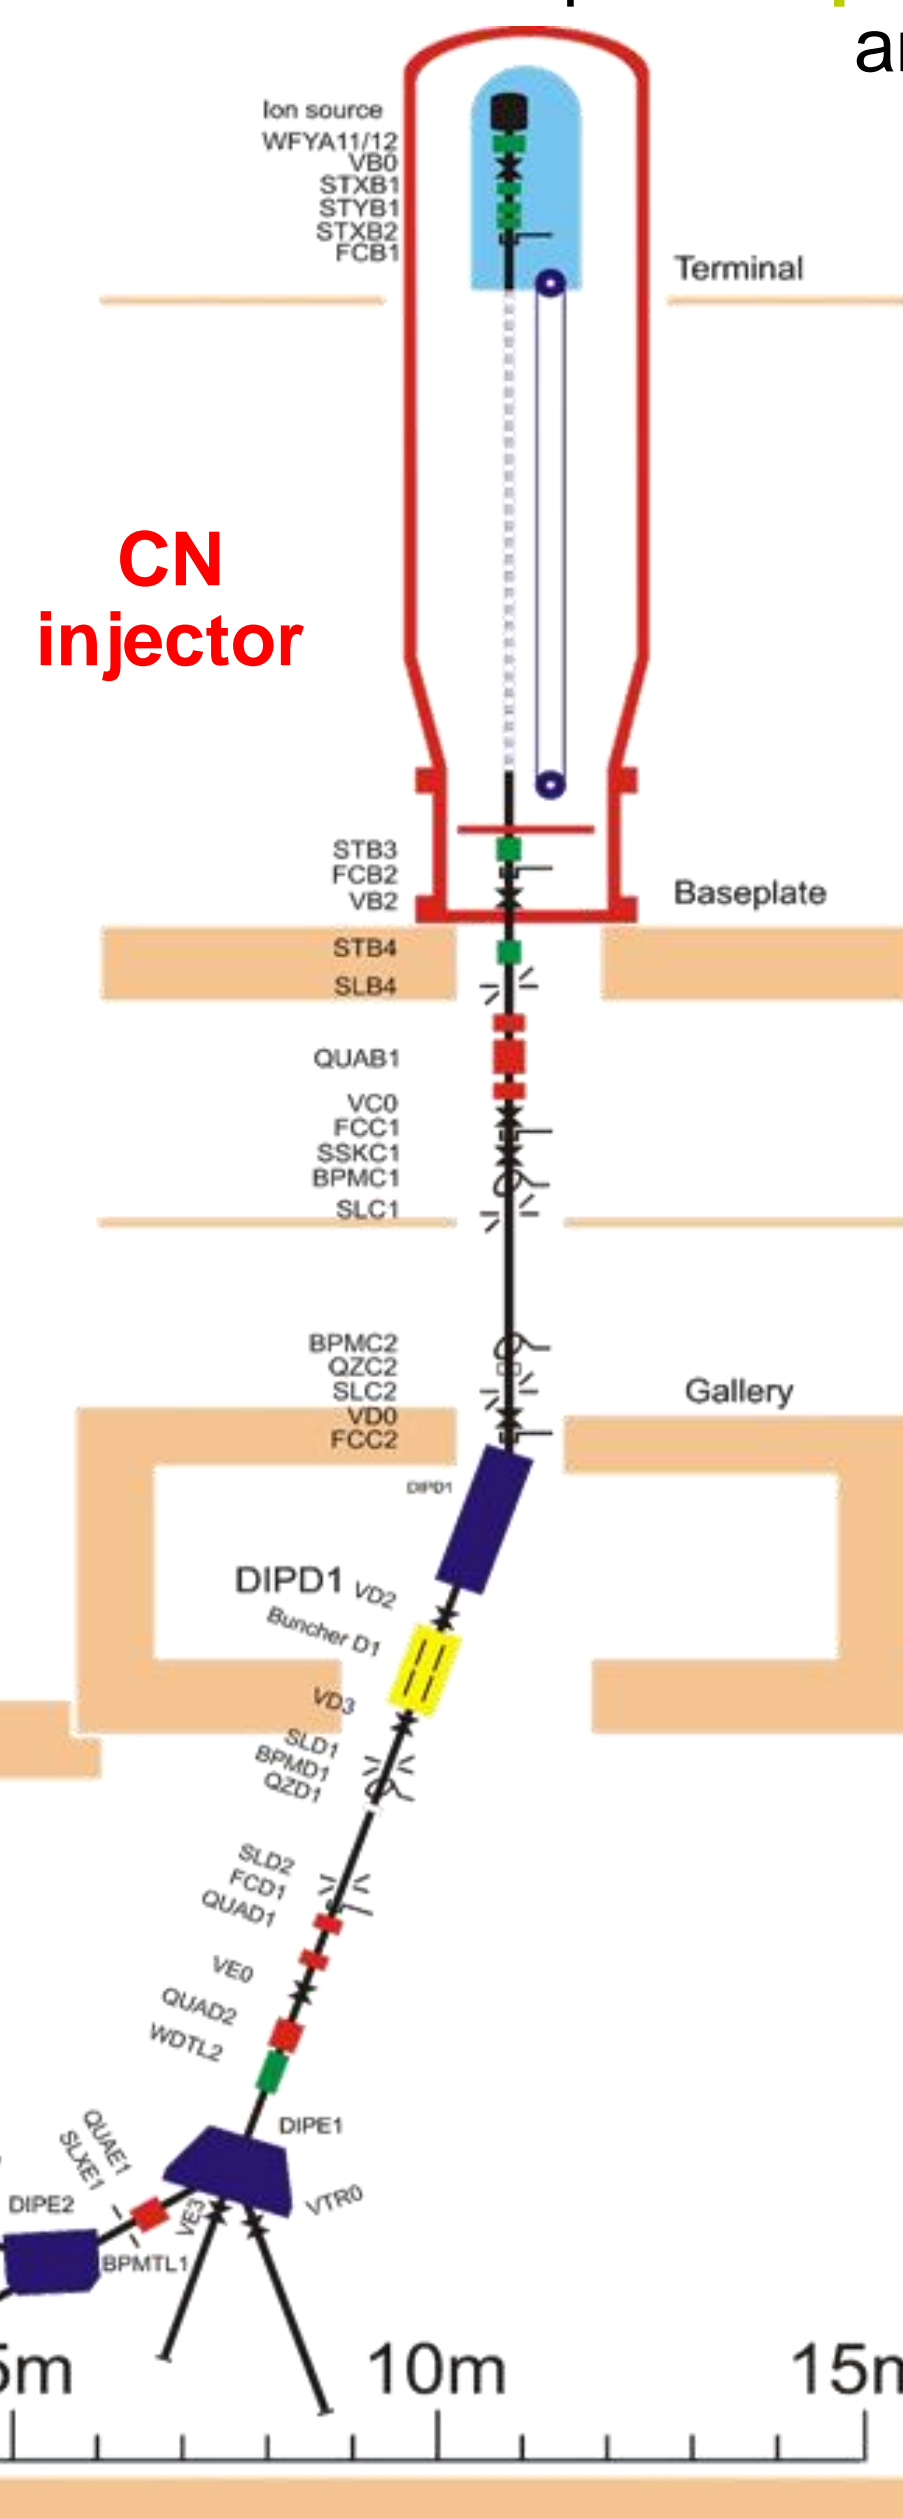 Ion source
WFYA11/12
VB0
STXB1
STYB1
STXB2
FCB1
Terminal
CN
injector
STB3
FCB2
VB2
Baseplate
STB4
SLB4
QUAB1
VC0
FCC1
SSKC1
BPMC1
SLC1
BPMC2
QZC2
SLC2
Gallery
VD0
FCC2
DIPD1
DIPD1
VD2
Buncher D1
VD3
SLD1
BPMD1
QZD1
SLD2
FCD1
QUAD1
VE0
QUAD2
WDTL2
DIPE1
QUAE1
SLXE1
DIPE2
VE3
VTR0
BPMTL1
5m
10m